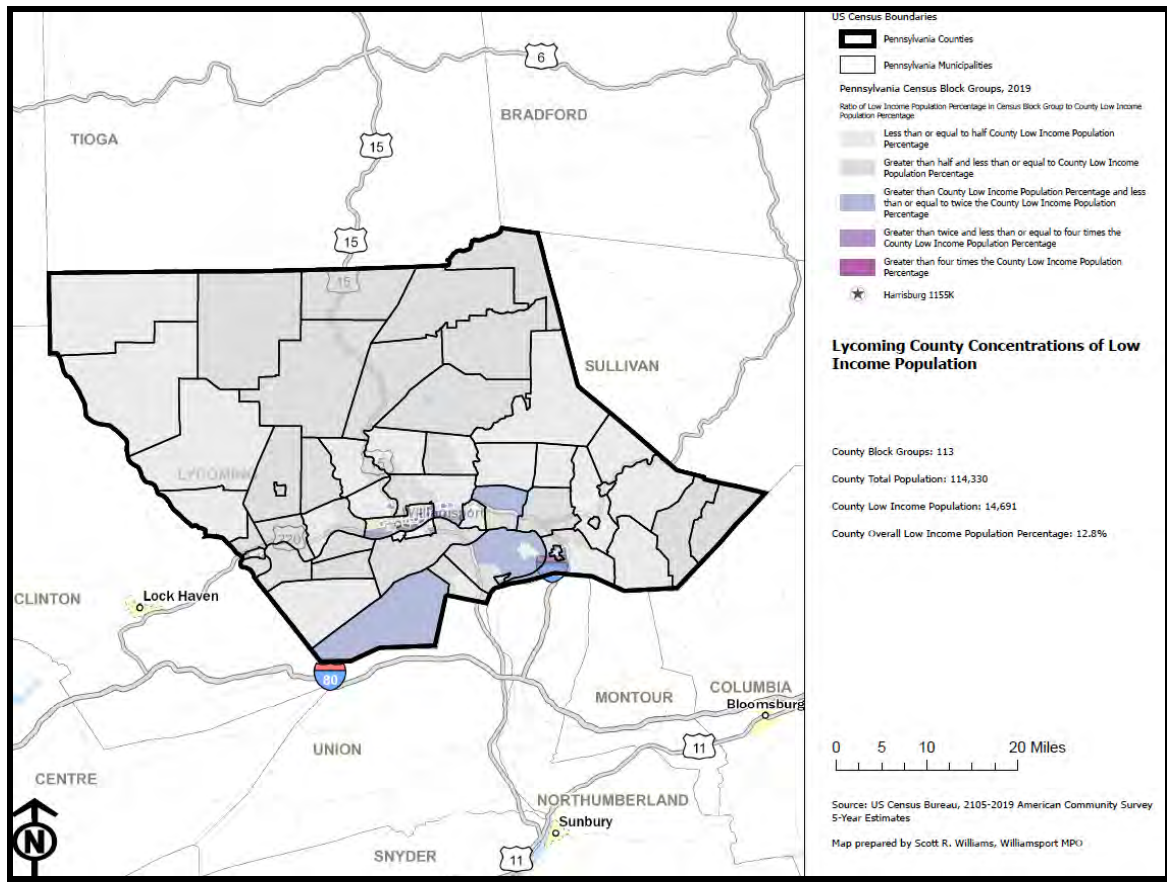 US Census Boundaries
Pennsylvania Counties
Pennsylvania Municipalities
Pennsylvania Census Block Groups, 2019
Ratio of Low Income Population Percentage in Census Block Group to County Low Income
Population Percentage
Less than or equal to half County Low Income Population
Percentage
Greater than half and less than or equal to County Low Income
Population Percentage
Greater than County Low Income Population Percentage and less
than or equal to twice the County Low Income Population
Percentage
Greater than twice and less than or equal to four times the
County Low Income Population Percentage
Greater than four times the County Low Income Population
Percentage
Harrisburg 1155K
Lycoming County Concentrations of Low
Income Population
County Block Groups: 113
County Total Population: 114,330
County Low Income Population: 14,691
County Overall Low Income Population Percentage: 12.8%
0 5 10 20 Miles
Source: US Census Bureau, 2105-2019 American Community Survey
5-Year Estimates
Map prepared by Scott R. Williams, Williamsport MPO
6
BRADFORD
TIOGA
15
15
15
SULLIVAN
LYCOMING
15
Williamsport
220
CLINTON
Lock Haven
80
MONTOUR
COLUMBIA
Bloomsburg
UNION
11
CENTRE
NORTHUMBERLAND
Sunbury
N
SNYDER
11